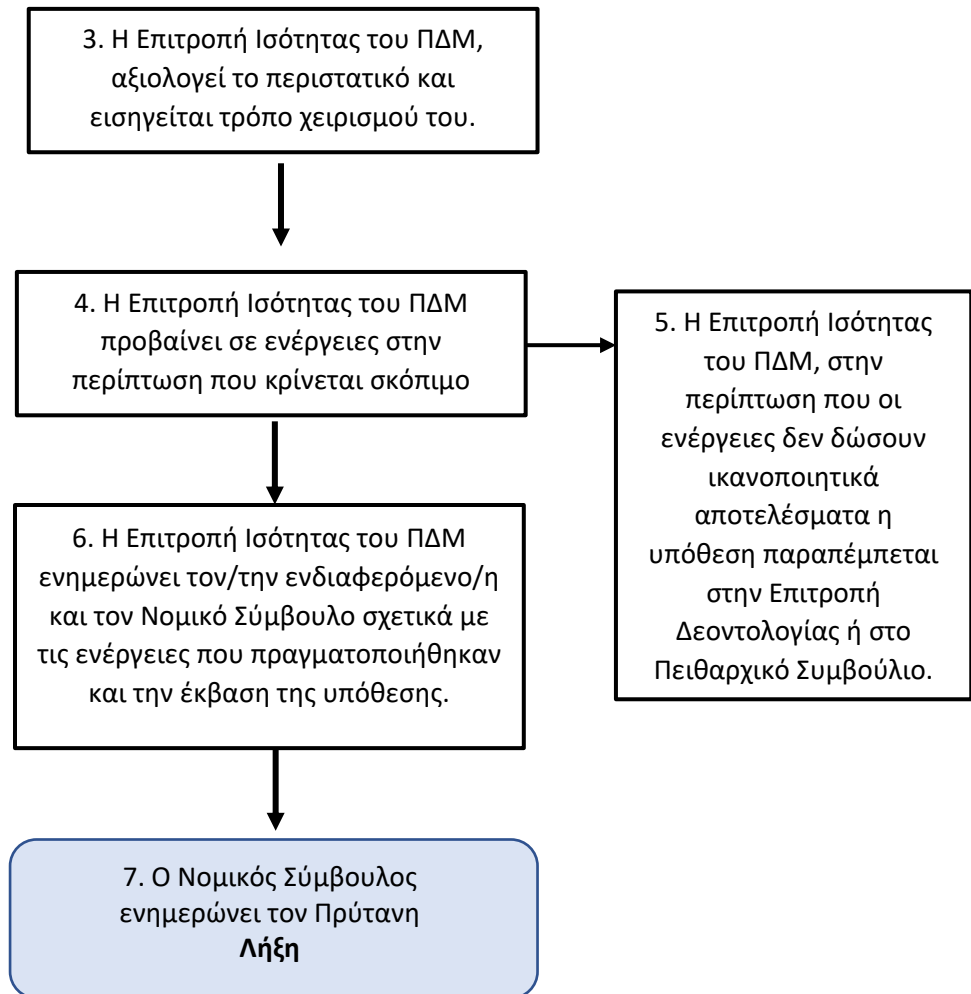 3. Η Επιτροπή Ισότητας του ΠΔΜ,
αξιολογεί το περιστατικό και
εισηγείται τρόπο χειρισμού του.
4. Η Επιτροπή Ισότητας του ΠΔΜ
προβαίνει σε ενέργειες στην
περίπτωση που κρίνεται σκόπιμο
5. Η Επιτροπή Ισότητας
του ΠΔΜ, στην
περίπτωση που οι
ενέργειες δεν δώσουν
ικανοποιητικά
αποτελέσματα η
υπόθεση παραπέμπεται
στην Επιτροπή
Δεοντολογίας ή στο
Πειθαρχικό Συμβούλιο.
6. Η Επιτροπή Ισότητας του ΠΔΜ
ενημερώνει τον/την ενδιαφερόμενο/η
και τον Νομικό Σύμβουλο σχετικά με
τις ενέργειες που πραγματοποιήθηκαν
και την έκβαση της υπόθεσης.
7. Ο Νομικός Σύμβουλος
ενημερώνει τον Πρύτανη
Λήξη